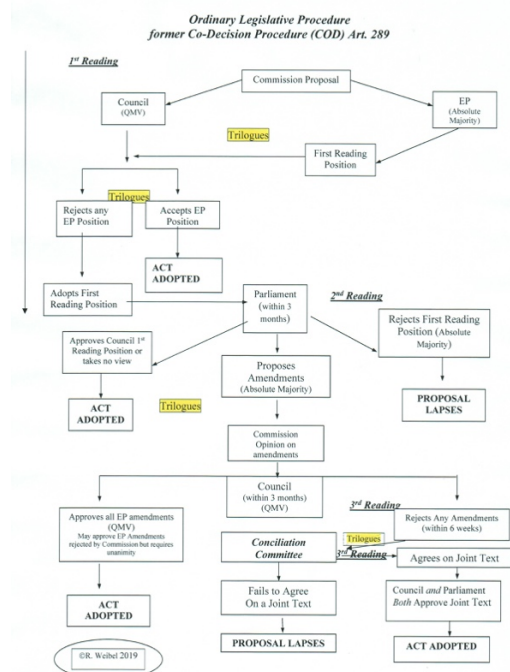 Ordinary Legislative Procedure
former Co-Decision Procedure (COD) Art. 289
1st Reading
Commission Proposal
Council
(QMV)
EP
(Absolute
Majority)
Trilogues
First Reading
Position
Trilogues
Rejects any
EP Position
Accepts EP
Position
ACT
ADOPTED
Adopts First
Reading Position
Parliament
(within 3
months)
2nd Reading
Rejects First Reading
Position (Absolute
Majority)
Approves Council 1st
Reading Position or
takes no view
Proposes
Amendments
(Absolute Majority)
PROPOSAL
LAPSES
ACT
ADOPTED
Trilogues
Commission
Opinion on
amendments
Council
(within 3 months)
(QMV)
Approves all EP amendments
(QMV)
May approve EP Amendments
rejected by Commission but requires
unanimity
3rd Reading
Rejects Any Amendments
(within 6 weeks)
Trilogues
Conciliation
Committee
3rd Reading
Agrees on Joint Text
Fails to Agree
On a Joint Text
Council and Parliament
Both Approve Joint Text
ACT
ADOPTED
PROPOSAL LAPSES
ACT ADOPTED
©R. Weibel 2019